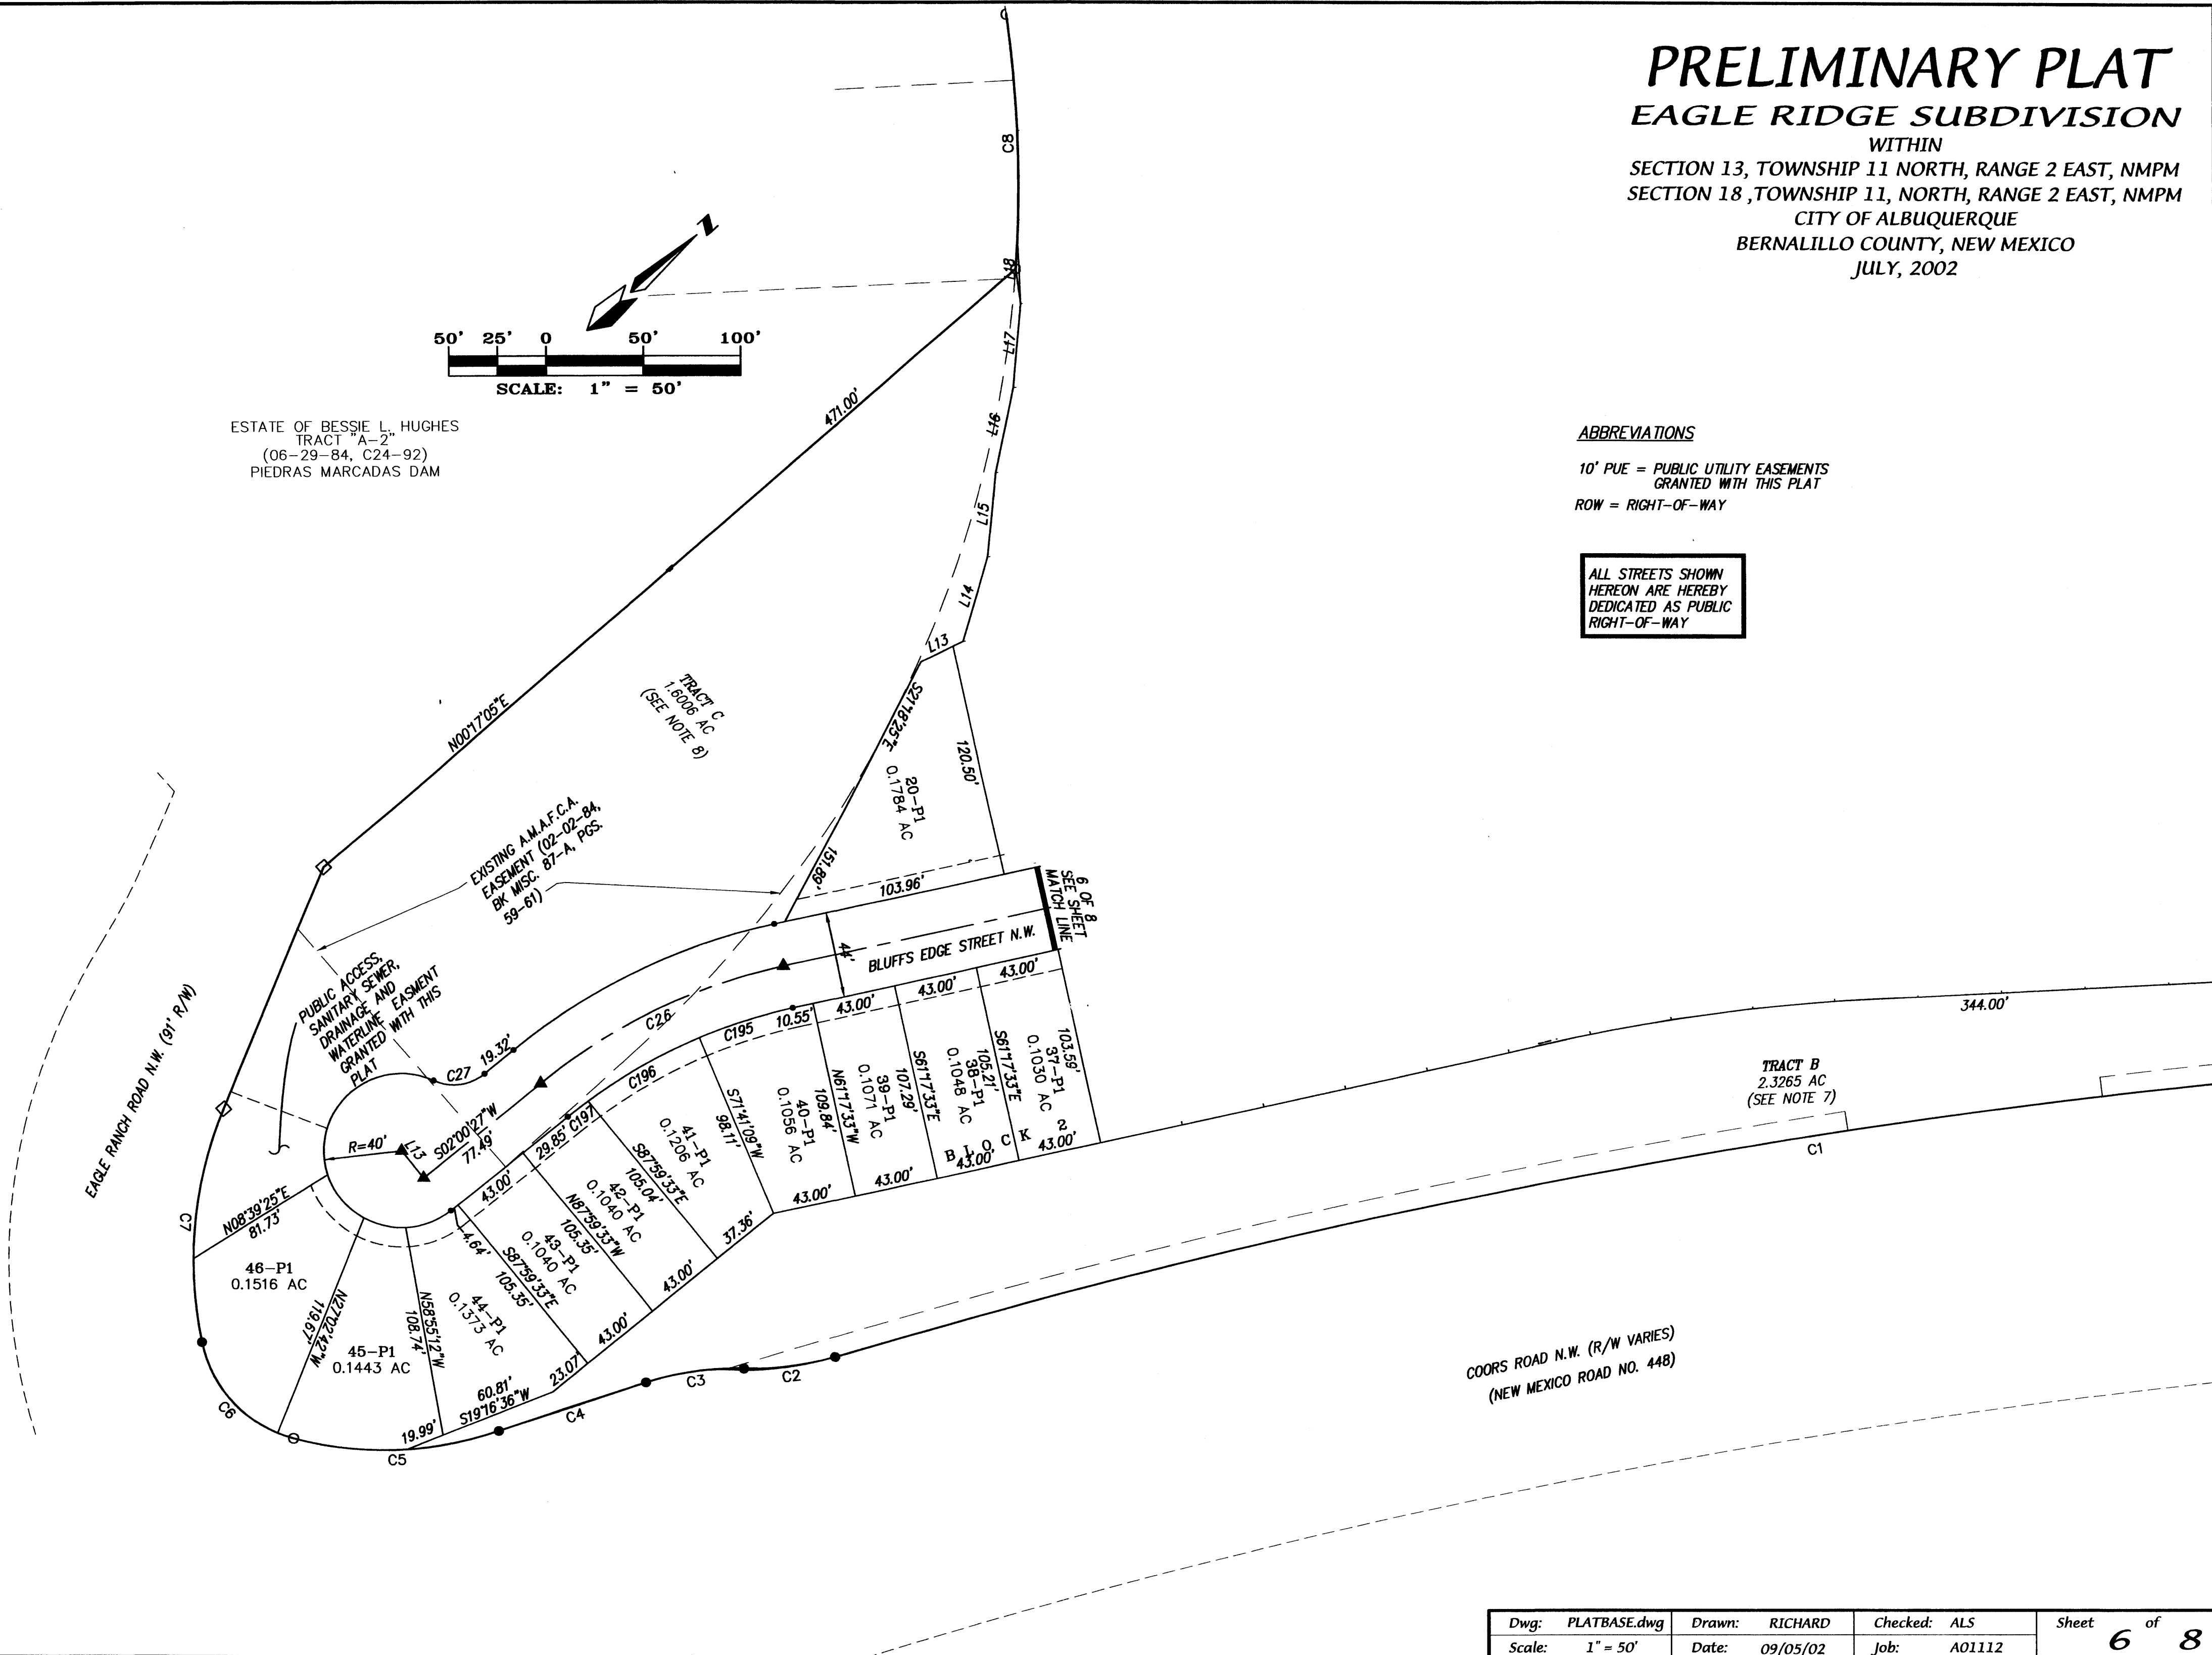 PRELIMINARY PLAT
EAGLE RIDGE SUBDIVISION
WITHIN
SECTION 13, TOWNSHIP 11 NORTH, RANGE 2 EAST, NMPM
SECTION 18 ,TOWNSHIP 11, NORTH, RANGE 2 EAST, NMPM
CITY OF ALBUQUERQUE
BERNALILLO COUNTY, NEW MEXICO
JULY, 2002
C8
N
50' 25' 0 50' 100'
SCALE: 1" = 50'
L18
L17
L16
L15
L14
L13
471.00'
N00°17'05"E
ESTATE OF BESSIE L. HUGHES
TRACT "A-2"
(06-29-84, C24-92)
PIEDRAS MARCADAS DAM
ABBREVIATIONS
10' PUE = PUBLIC UTILITY EASEMENTS
GRANTED WITH THIS PLAT
ROW = RIGHT-OF-WAY
ALL STREETS SHOWN
HEREON ARE HEREBY
DEDICATED AS PUBLIC
RIGHT-OF-WAY
TRACT C
1.6006 AC
(SEE NOTE 8)
S21°18'25"E
151.89'
120.50'
20-P1
0.1784 AC
103.96'
EXISTING A.M.A.F.C.A.
EASEMENT (02-02-84,
BK MISC. 87-A, PGS.
59-61)
MATCH LINE
SEE SHEET
6 OF 8
44'
BLUFFS EDGE STREET N.W.
PUBLIC ACCESS,
SANITARY SEWER,
DRAINAGE AND
WATERLINE EASMENT
GRANTED WITH THIS
PLAT
EAGLE RANCH ROAD N.W. (91' R/W)
C27
19.32'
C26
C195
10.55'
43.00'
43.00'
43.00'
C196
C197
29.85'
43.00'
R=40'
L13
S02°00'27"W
77.49'
4.64'
103.59'
37-P1
0.1030 AC
S61°17'33"E
105.21'
38-P1
0.1048 AC
S61°17'33"E
107.29'
39-P1
0.1071 AC
N61°17'33"W
109.84'
40-P1
0.1056 AC
S71°41'09"W
98.11'
41-P1
0.1206 AC
S87°59'33"E
105.04'
42-P1
0.1040 AC
N87°59'33"W
105.35'
43-P1
0.1040 AC
S87°59'33"E
105.35'
44-P1
0.1373 AC
N58°55'12"W
108.74'
45-P1
0.1443 AC
N27°02'42"W
119.67'
46-P1
0.1516 AC
N08°39'25"E
81.73'
BLOCK 2
43.00'
43.00'
43.00'
43.00'
37.36'
43.00'
43.00'
23.07'
60.81'
S19°16'36"W
19.99'
C7
C6
C5
C4
C3
C2
C1
344.00'
TRACT B
2.3265 AC
(SEE NOTE 7)
COORS ROAD N.W. (R/W VARIES)
(NEW MEXICO ROAD NO. 448)
Dwg: PLATBASE.dwg Drawn: RICHARD Checked: ALS Sheet 6 of 8
Scale: 1" = 50' Date: 09/05/02 Job: A01112